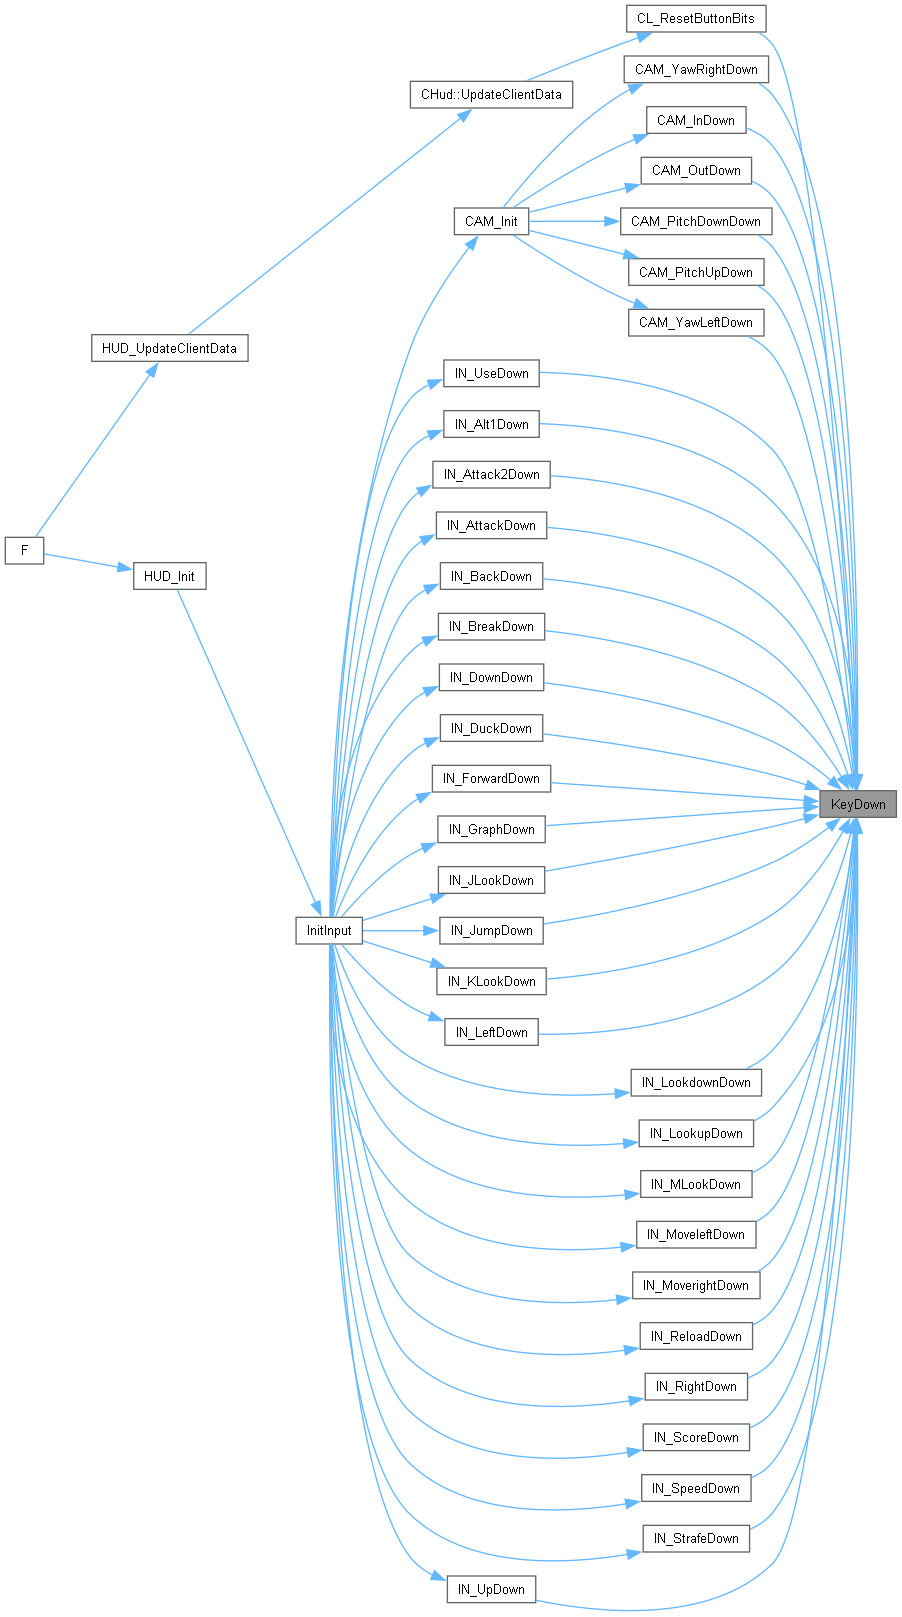 CL_ResetButtonBits
CAM_YawRightDown
CHud::UpdateClientData
CAM_InDown
CAM_OutDown
CAM_Init
CAM_PitchDownDown
CAM_PitchUpDown
CAM_YawLeftDown
HUD_UpdateClientData
IN_UseDown
IN_Alt1Down
IN_Attack2Down
IN_AttackDown
F
HUD_Init
IN_BackDown
IN_BreakDown
IN_DownDown
IN_DuckDown
IN_ForwardDown
KeyDown
IN_GraphDown
IN_JLookDown
InitInput
IN_JumpDown
IN_KLookDown
IN_LeftDown
IN_LookdownDown
IN_LookupDown
IN_MLookDown
IN_MoveleftDown
IN_MoverightDown
IN_ReloadDown
IN_RightDown
IN_ScoreDown
IN_SpeedDown
IN_StrafeDown
IN_UpDown